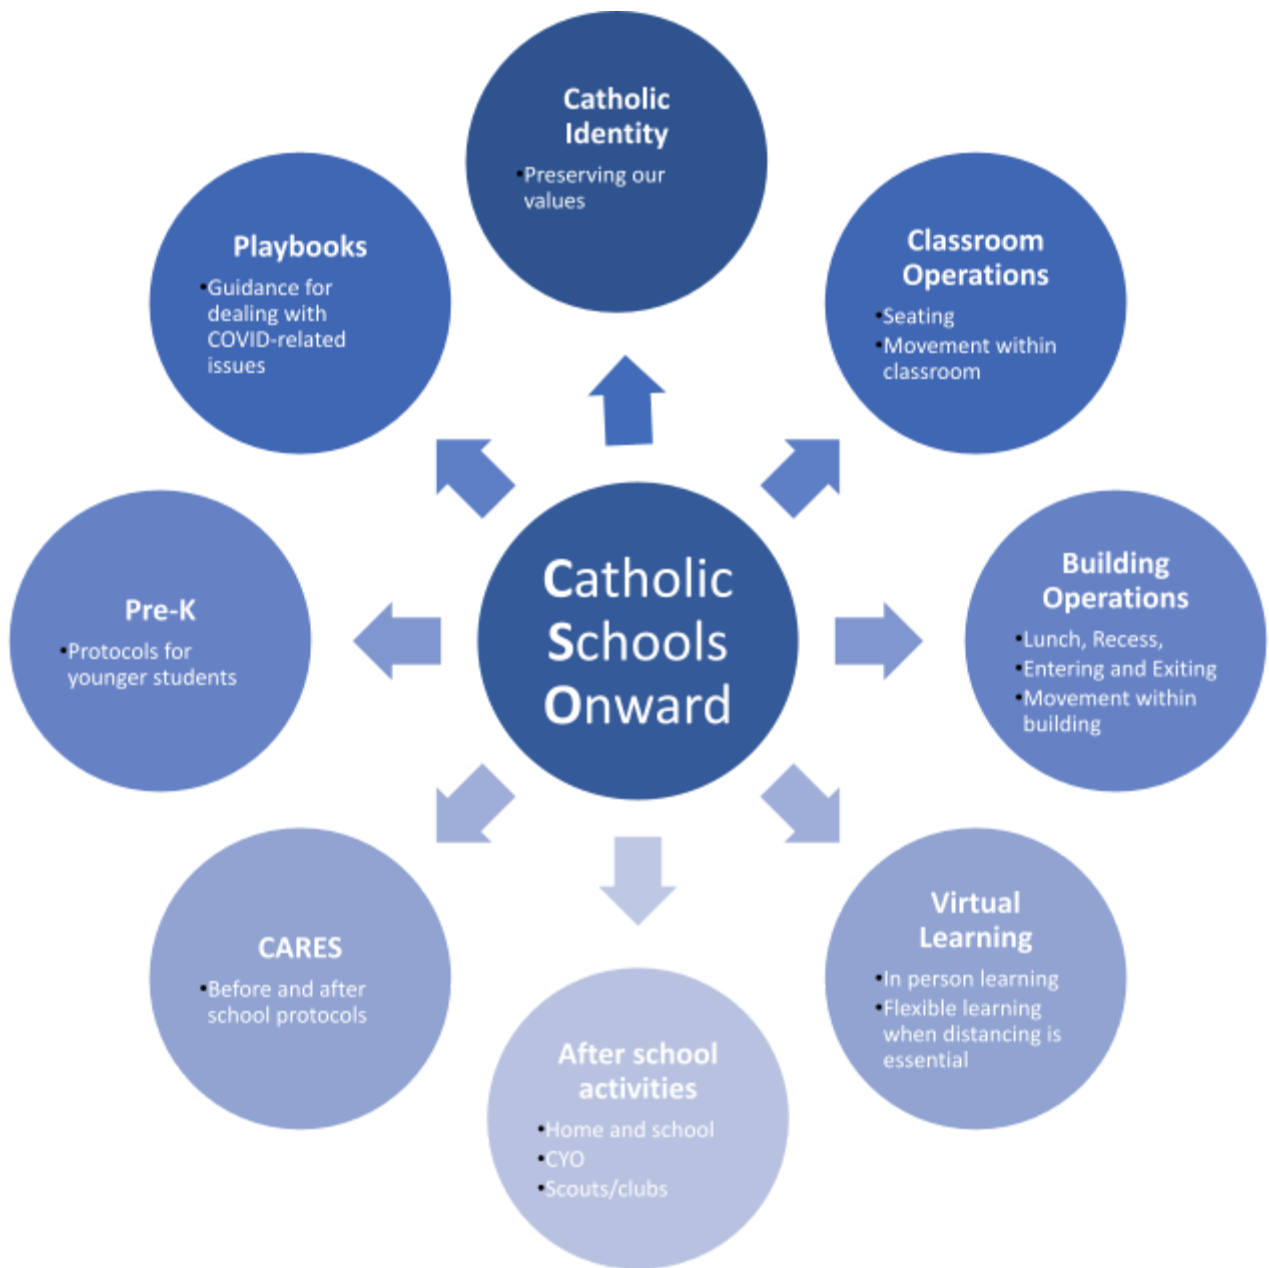 Catholic
Identity
•Preserving our
values
Classroom
Operations
•Seating
•Movement within
classroom
Building
Operations
•Lunch, Recess,
•Entering and Exiting
•Movement within
building
Virtual
Learning
•In person learning
•Flexible learning
when distancing is
essential
After school
activities
•Home and school
•CYO
•Scouts/clubs
CARES
•Before and after
school protocols
Pre-K
•Protocols for
younger students
Playbooks
•Guidance for
dealing with
COVID-related
issues
Catholic
Schools
Onward